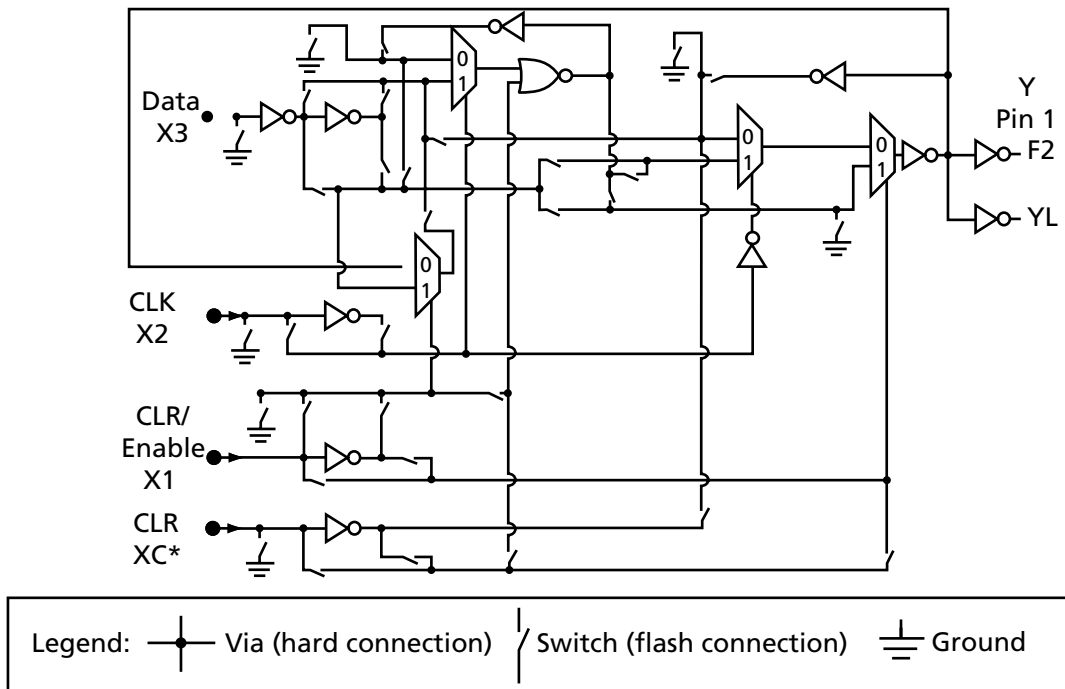 0
1
0
1
0
1
0
1
Data
X3
Y
Pin 1
F2
YL
CLK
X2
CLR/
Enable
X1
CLR
XC*
Legend: Via (hard connection) Switch (flash connection) Ground